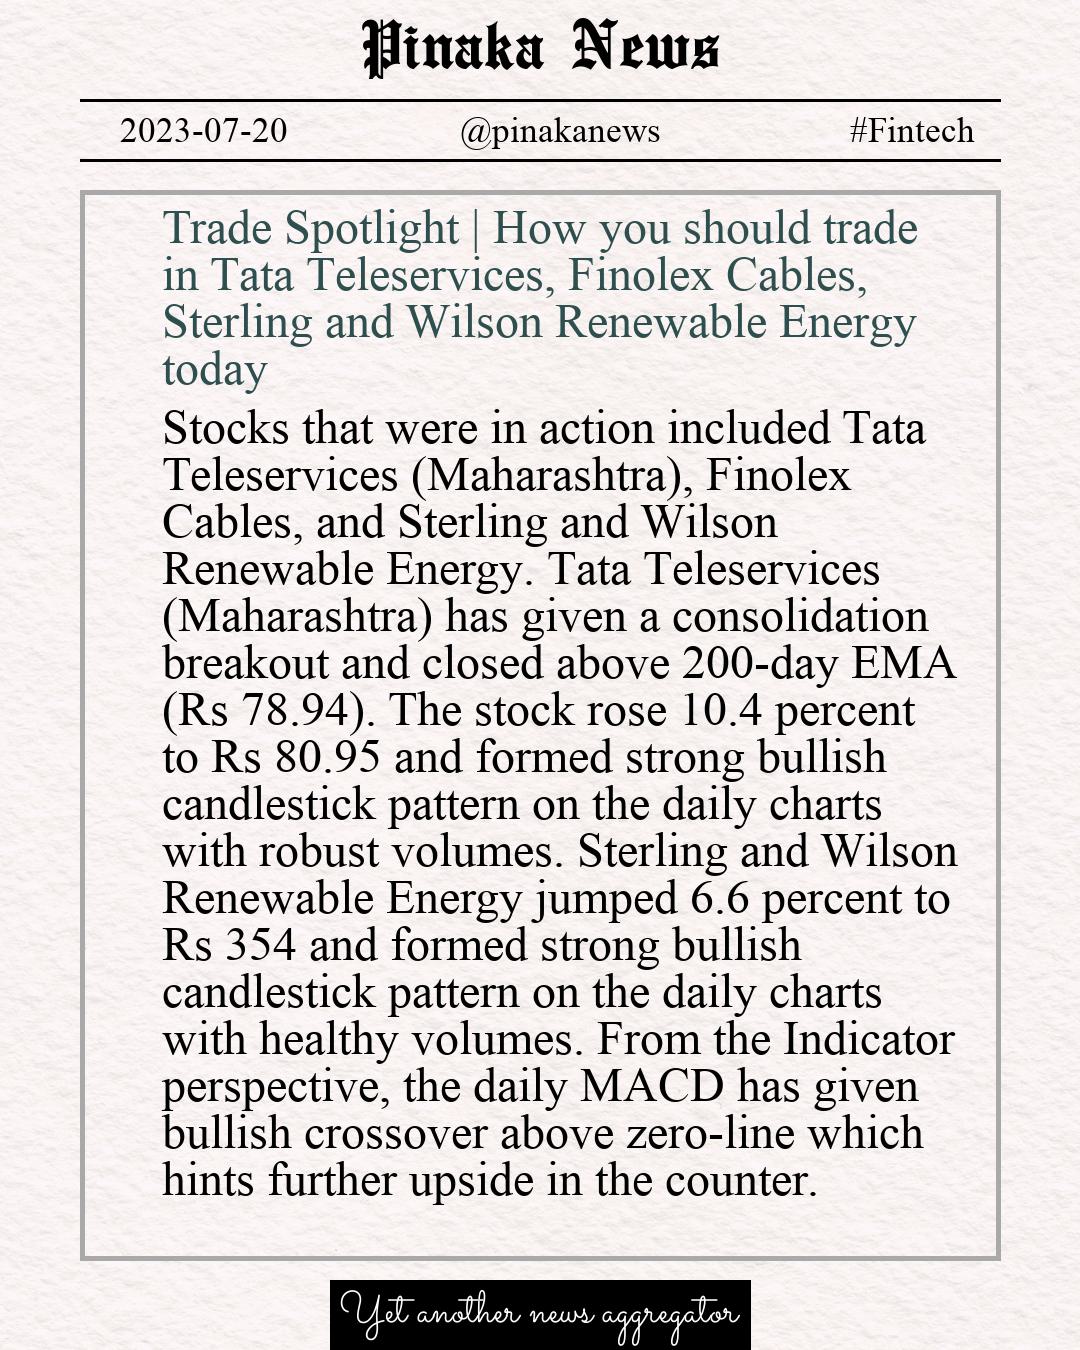 Pinaka News
2023-07-20 @pinakanews #Fintech
Trade Spotlight | How you should trade
in Tata Teleservices, Finolex Cables,
Sterling and Wilson Renewable Energy
today
Stocks that were in action included Tata
Teleservices (Maharashtra), Finolex
Cables, and Sterling and Wilson
Renewable Energy. Tata Teleservices
(Maharashtra) has given a consolidation
breakout and closed above 200-day EMA
(Rs 78.94). The stock rose 10.4 percent
to Rs 80.95 and formed strong bullish
candlestick pattern on the daily charts
with robust volumes. Sterling and Wilson
Renewable Energy jumped 6.6 percent to
Rs 354 and formed strong bullish
candlestick pattern on the daily charts
with healthy volumes. From the Indicator
perspective, the daily MACD has given
bullish crossover above zero-line which
hints further upside in the counter.
Yet another news aggregator